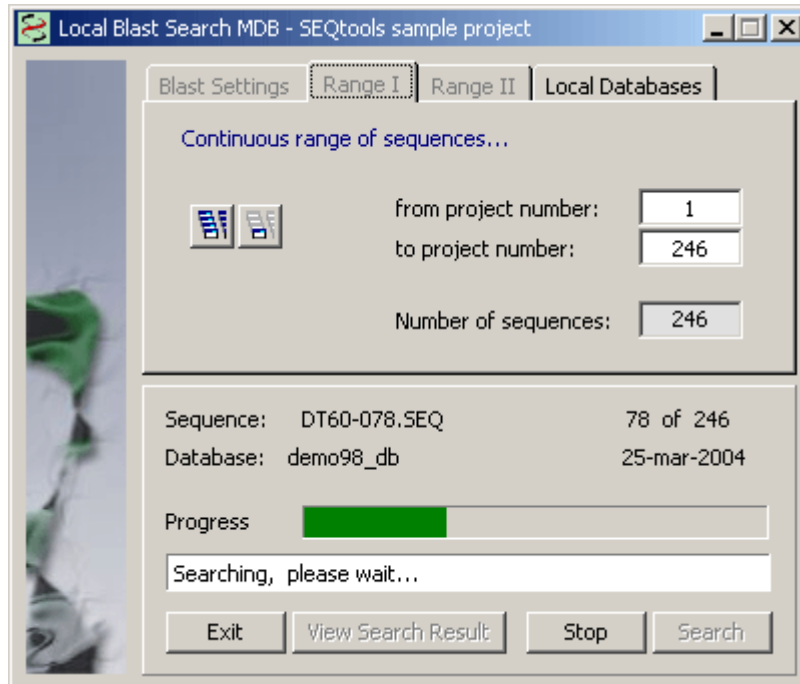 Local Blast Search MDB - SEQtools sample project
Blast Settings Range I Range II Local Databases
Continuous range of sequences...
from project number: 1
to project number: 246
Number of sequences: 246
Sequence: DT60-078.SEQ 78 of 246
Database: demo98_db 25-mar-2004
Progress
Searching, please wait...
Exit View Search Result Stop Search